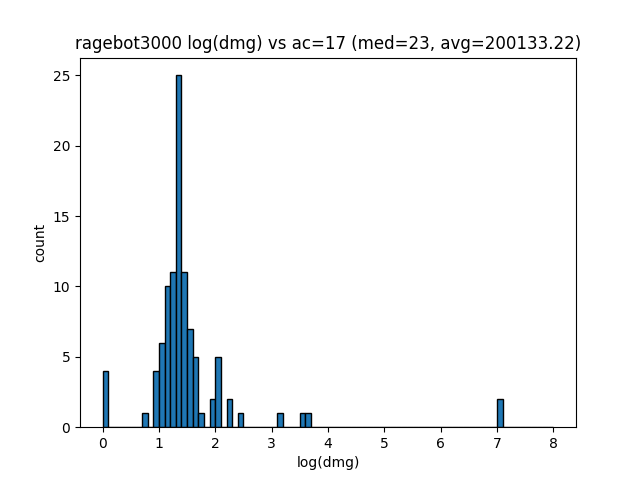 ragebot3000 log(dmg) vs ac=17 (med=23, avg=200133.22)
25
20
15
10
5
0
count
0 1 2 3 4 5 6 7 8
log(dmg)